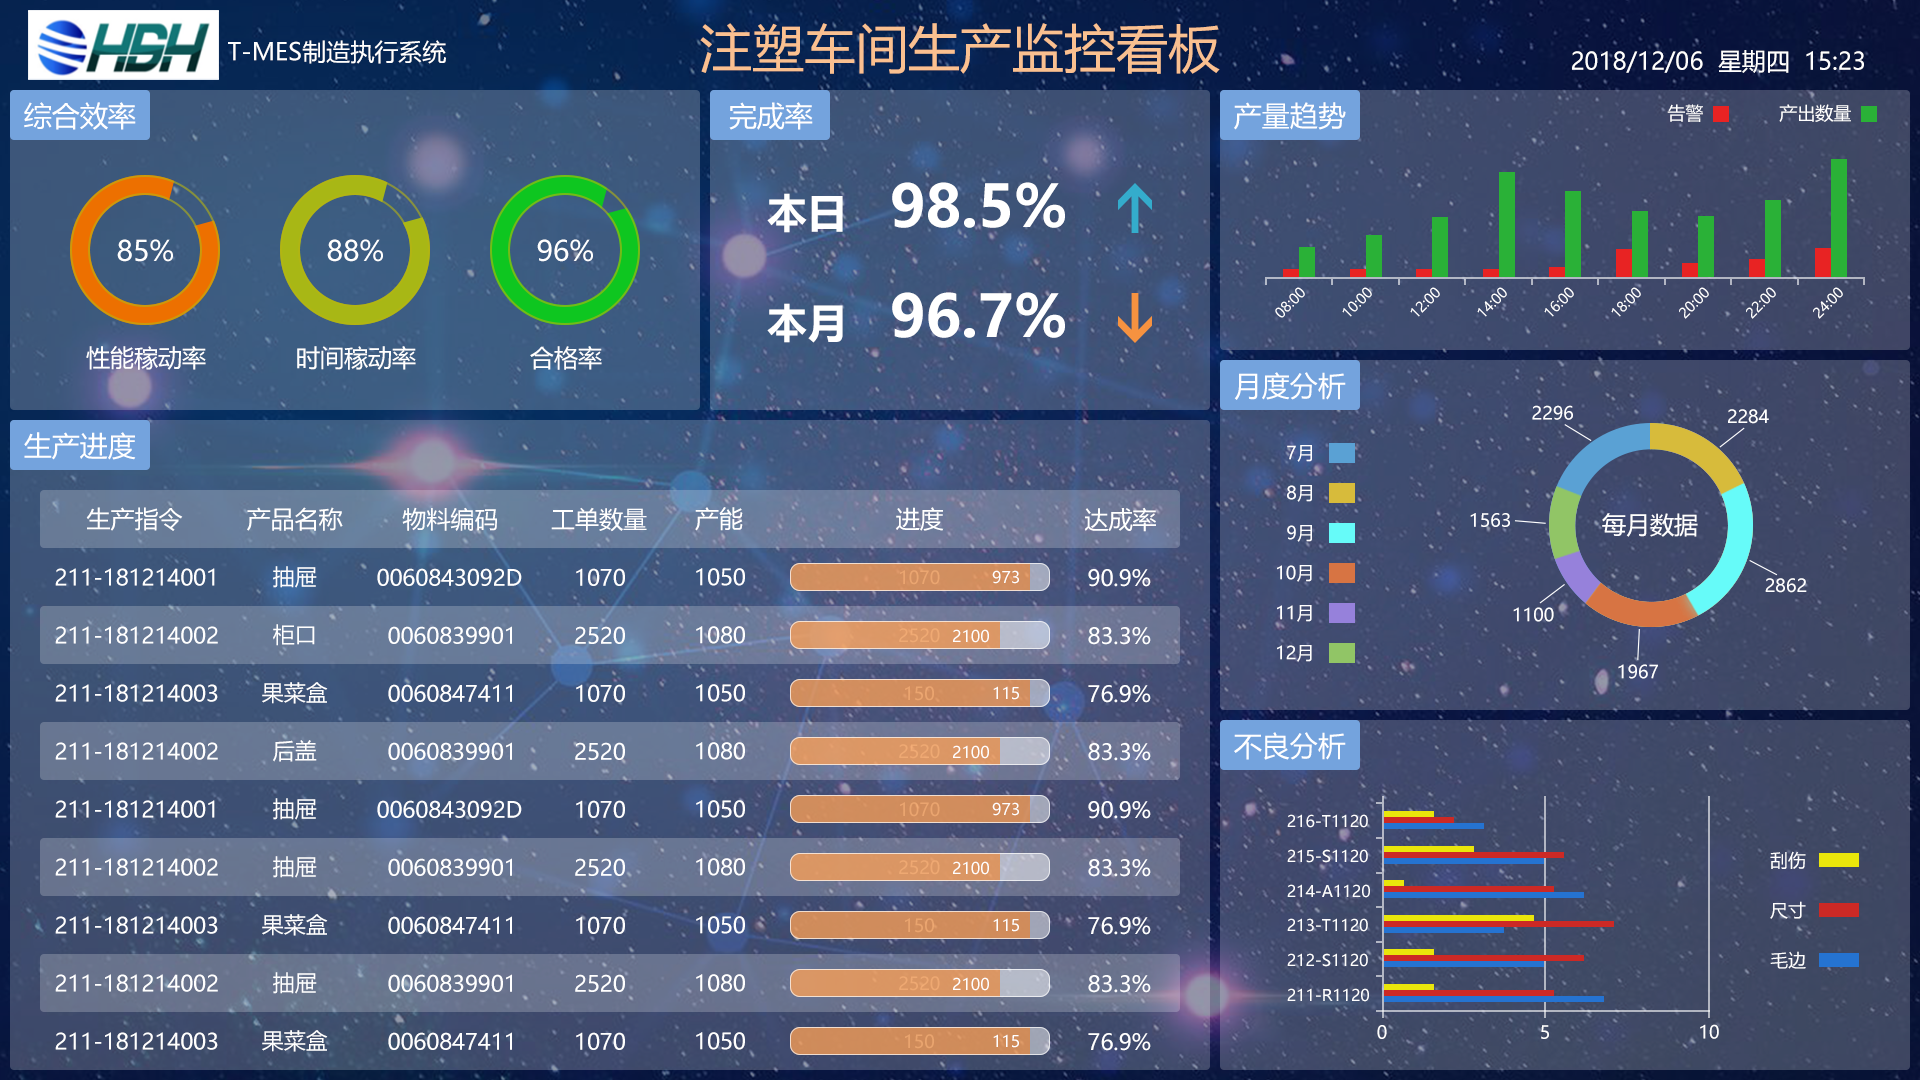 HSH T-MES制造执行系统
注塑车间生产监控看板
2018/12/06 星期四 15:23
综合效率
85% 88% 96%
性能稼动率 时间稼动率 合格率
完成率
本日 98.5%
本月 96.7%
产量趋势
告警 产出数量
08:00 10:00 12:00 14:00 16:00 18:00 20:00 22:00 24:00
月度分析
7月
8月
9月
10月
11月
12月
2296 2284
1563 每月数据
2862
1100
1967
生产进度
生产指令 产品名称 物料编码 工单数量 产能 进度 达成率
211-181214001 抽屉 0060843092D 1070 1050 1070 973 90.9%
211-181214002 柜口 0060839901 2520 1080 2520 2100 83.3%
211-181214003 果菜盒 0060847411 1070 1050 150 115 76.9%
211-181214002 后盖 0060839901 2520 1080 2520 2100 83.3%
211-181214001 抽屉 0060843092D 1070 1050 1070 973 90.9%
211-181214002 抽屉 0060839901 2520 1080 2520 2100 83.3%
211-181214003 果菜盒 0060847411 1070 1050 150 115 76.9%
211-181214002 抽屉 0060839901 2520 1080 2520 2100 83.3%
211-181214003 果菜盒 0060847411 1070 1050 150 115 76.9%
不良分析
216-T1120
215-S1120
214-A1120
213-T1120
212-S1120
211-R1120
0 5 10
刮伤
尺寸
毛边